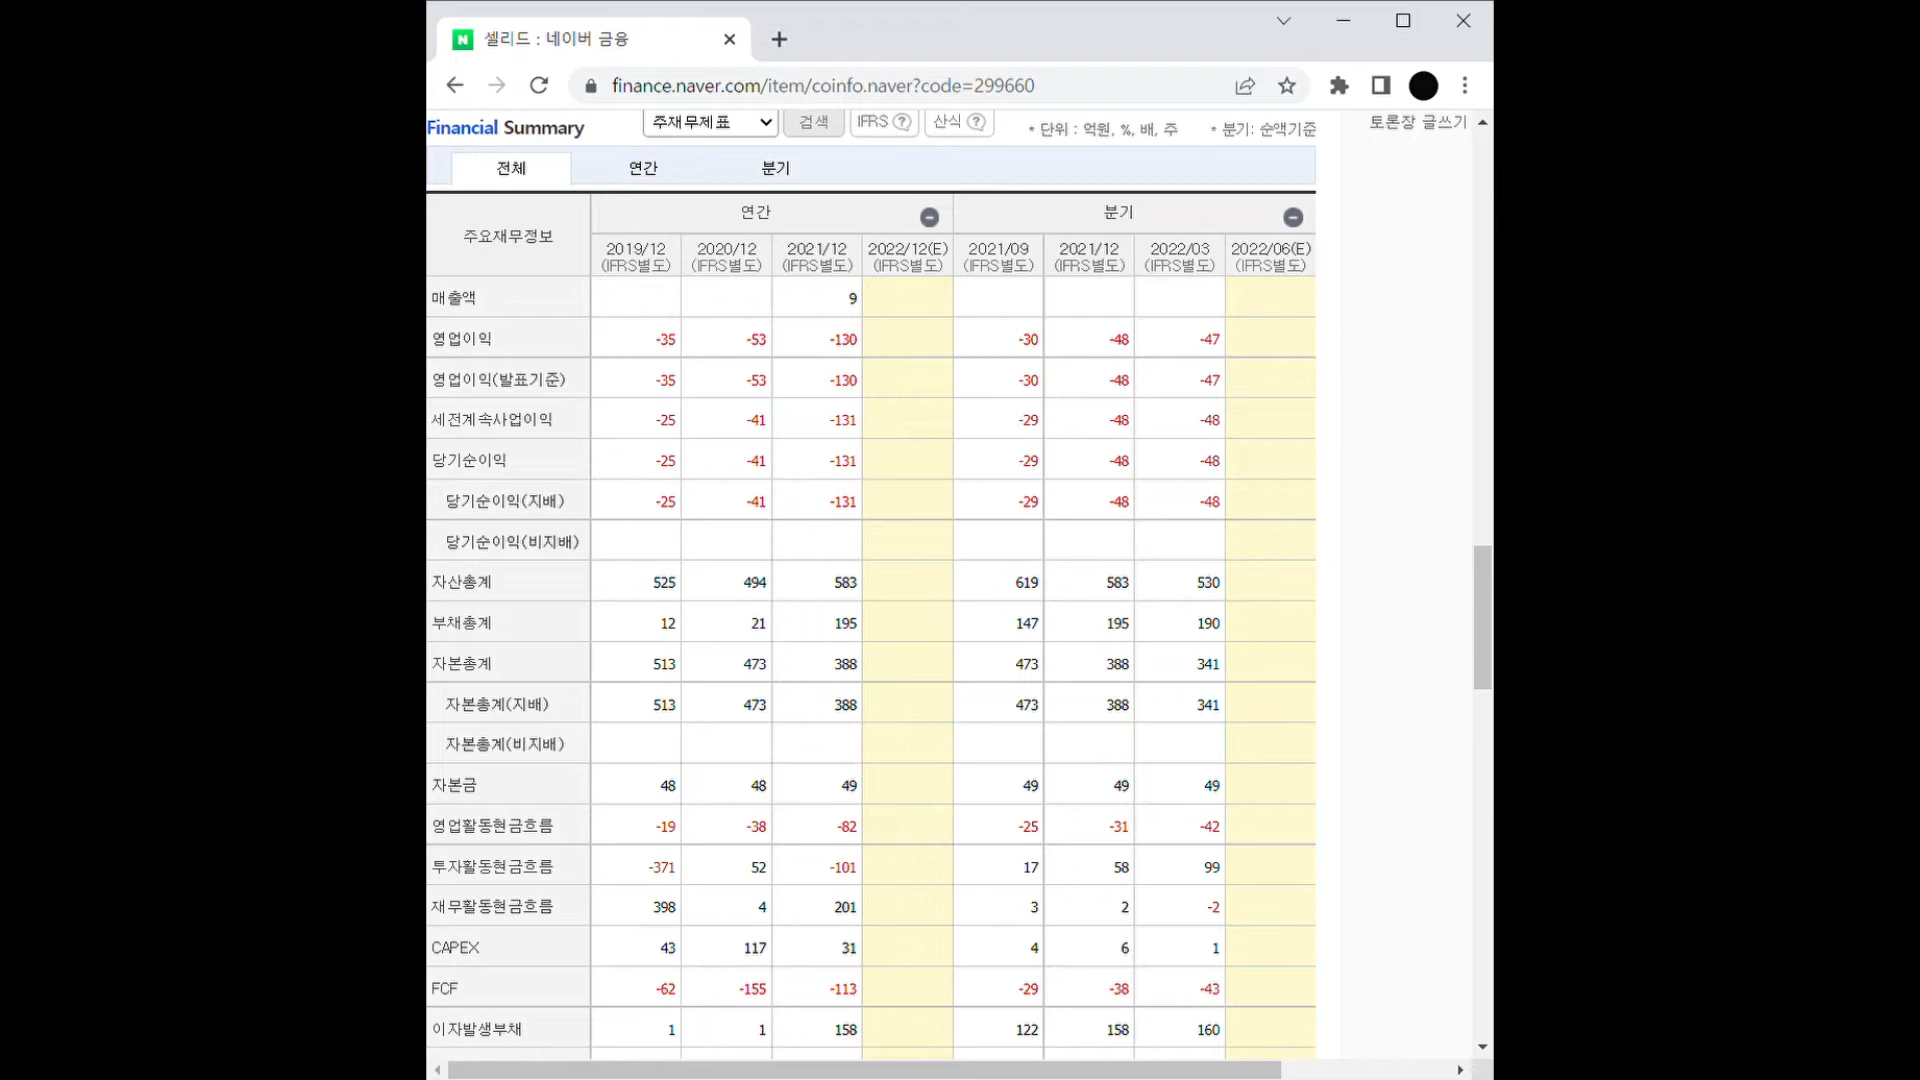 셀리드 : 네이버 금융
finance.naver.com/item/coinfo.naver?code=299660
Financial Summary 주재무제표 검색 IFRS ? 산식 ? * 단위 : 억원, %, 배, 주 * 분기: 순액기준 토론장 글쓰기
전체 연간 분기
주요재무정보 연간 분기
2019/12 2020/12 2021/12 2022/12(E) 2021/09 2021/12 2022/03 2022/06(E)
(IFRS별도) (IFRS별도) (IFRS별도) (IFRS별도) (IFRS별도) (IFRS별도) (IFRS별도) (IFRS별도)
매출액 9
영업이익 -35 -53 -130 -30 -48 -47
영업이익(발표기준) -35 -53 -130 -30 -48 -47
세전계속사업이익 -25 -41 -131 -29 -48 -48
당기순이익 -25 -41 -131 -29 -48 -48
당기순이익(지배) -25 -41 -131 -29 -48 -48
당기순이익(비지배)
자산총계 525 494 583 619 583 530
부채총계 12 21 195 147 195 190
자본총계 513 473 388 473 388 341
자본총계(지배) 513 473 388 473 388 341
자본총계(비지배)
자본금 48 48 49 49 49 49
영업활동현금흐름 -19 -38 -82 -25 -31 -42
투자활동현금흐름 -371 52 -101 17 58 99
재무활동현금흐름 398 4 201 3 2 -2
CAPEX 43 117 31 4 6 1
FCF -62 -155 -113 -29 -38 -43
이자발생부채 1 1 158 122 158 160